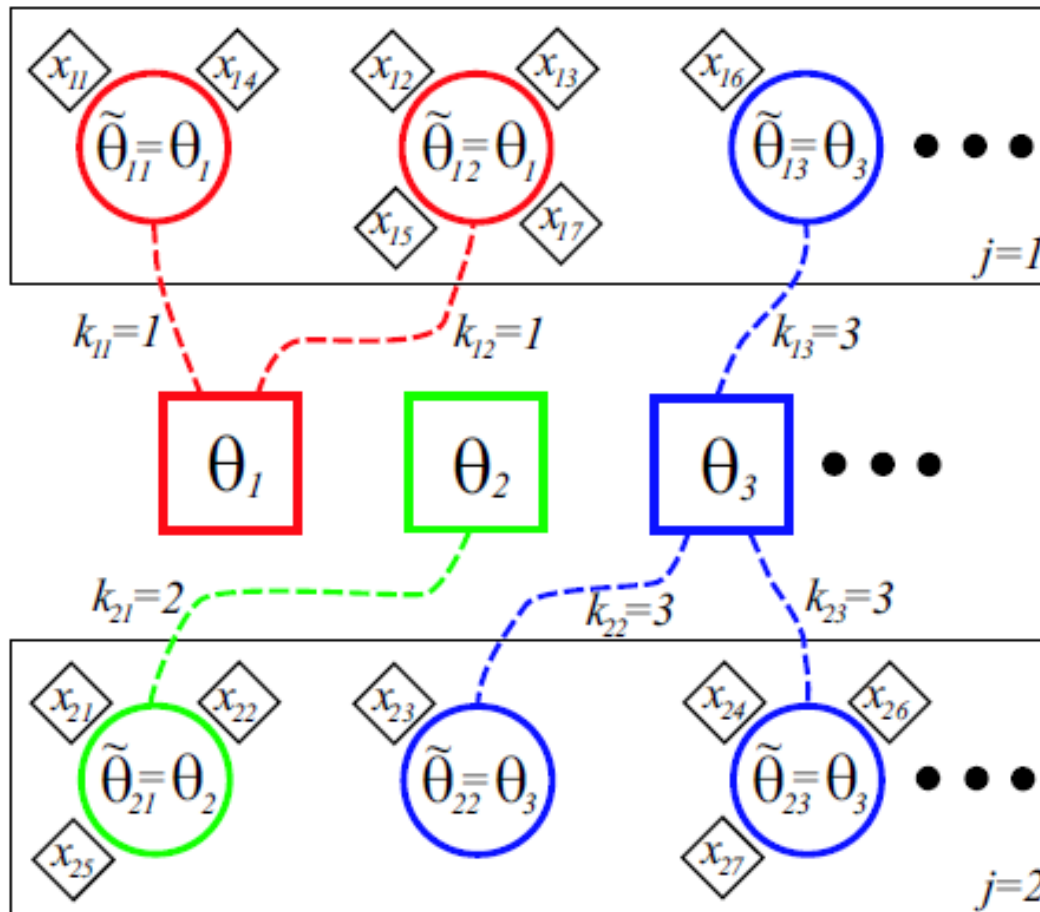 x₁₁ x₁₄ x₁₂ x₁₃ x₁₆
θ̃₁₁=θ₁ θ̃₁₂=θ₁ θ̃₁₃=θ₃
x₁₅ x₁₇
j=1
k₁₁=1 k₁₂=1 k₁₃=3
θ₁ θ₂ θ₃
k₂₁=2 k₂₂=3 k₂₃=3
x₂₁ x₂₂ x₂₃ x₂₄ x₂₆
θ̃₂₁=θ₂ θ̃₂₂=θ₃ θ̃₂₃=θ₃
x₂₅ x₂₇
j=2